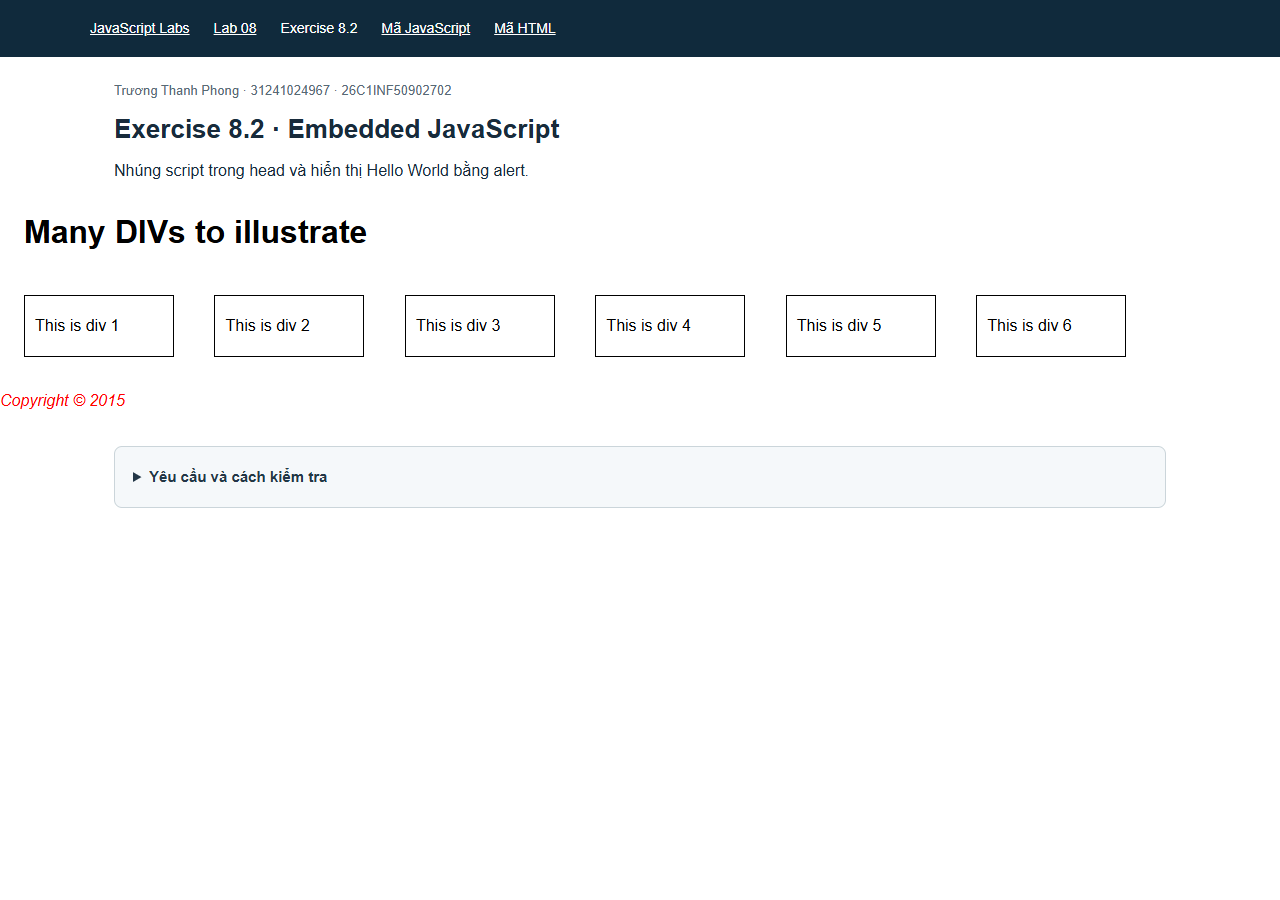 JavaScript Labs Lab 08 Exercise 8.2 Mã JavaScript Mã HTML
Trương Thanh Phong · 31241024967 · 26C1INF50902702
Exercise 8.2 · Embedded JavaScript
Nhúng script trong head và hiển thị Hello World bằng alert.
Many DIVs to illustrate
This is div 1 This is div 2 This is div 3 This is div 4 This is div 5 This is div 6
Copyright © 2015
Yêu cầu và cách kiểm tra